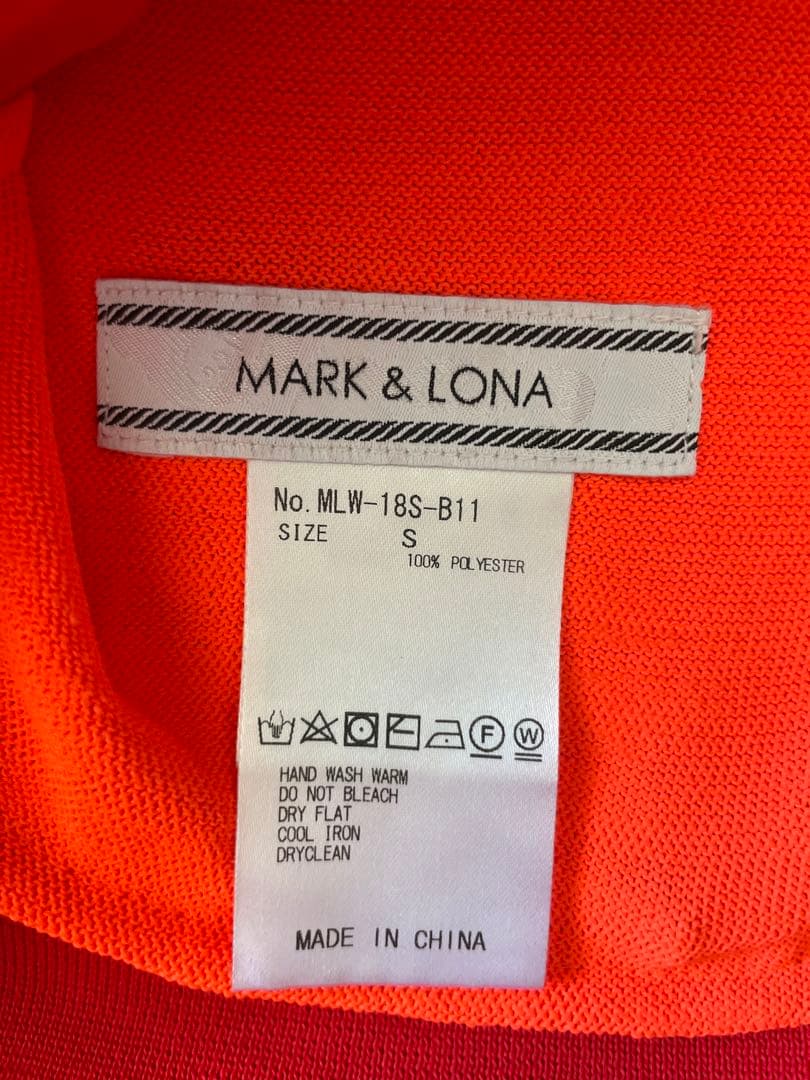 MARK & LONA
No. MLW-18S-B11
SIZE S
100% POLYESTER
F W
HAND WASH WARM
DO NOT BLEACH
DRY FLAT
COOL IRON
DRYCLEAN
MADE IN CHINA